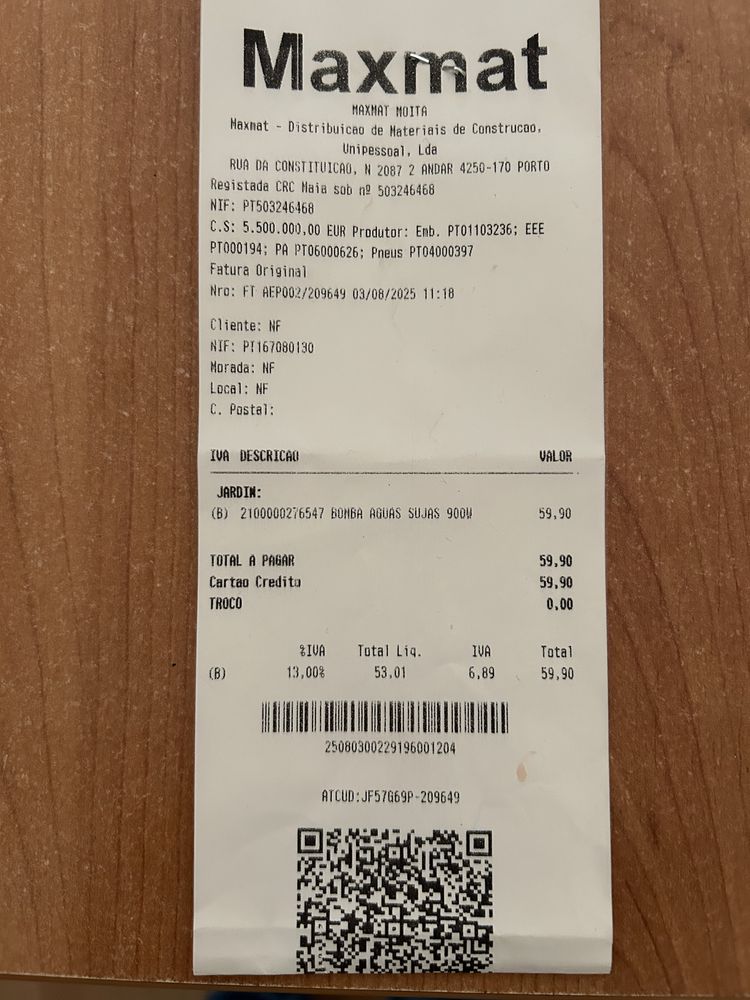 Maxmat
MAXMAT MOITA
Maxmat - Distribuicao de Materiais de Construcao,
Unipessoal, Lda
RUA DA CONSTITUICAO, N 2087 2 ANDAR 4250-170 PORTO
Registada CRC Maia sob nº 503246468
NIF: PT503246468
C.S: 5.500.000,00 EUR Produtor: Emb. PT01103236; EEE
PT000194; PA PT06000626; Pneus PT04000397
Fatura Original
Nro: FT AEP002/209649 03/08/2025 11:18
Cliente: NF
NIF: PT167080130
Morada: NF
Local: NF
C. Postal:
IVA DESCRICAO VALOR
JARDIM:
(B) 2100000276547 BOMBA AGUAS SUJAS 900W 59,90
TOTAL A PAGAR 59,90
Cartao Credito 59,90
TROCO 0,00
%IVA Total Liq. IVA Total
(B) 13,00% 53,01 6,89 59,90
25080300229196001204
ATCUD:JF57G69P-209649